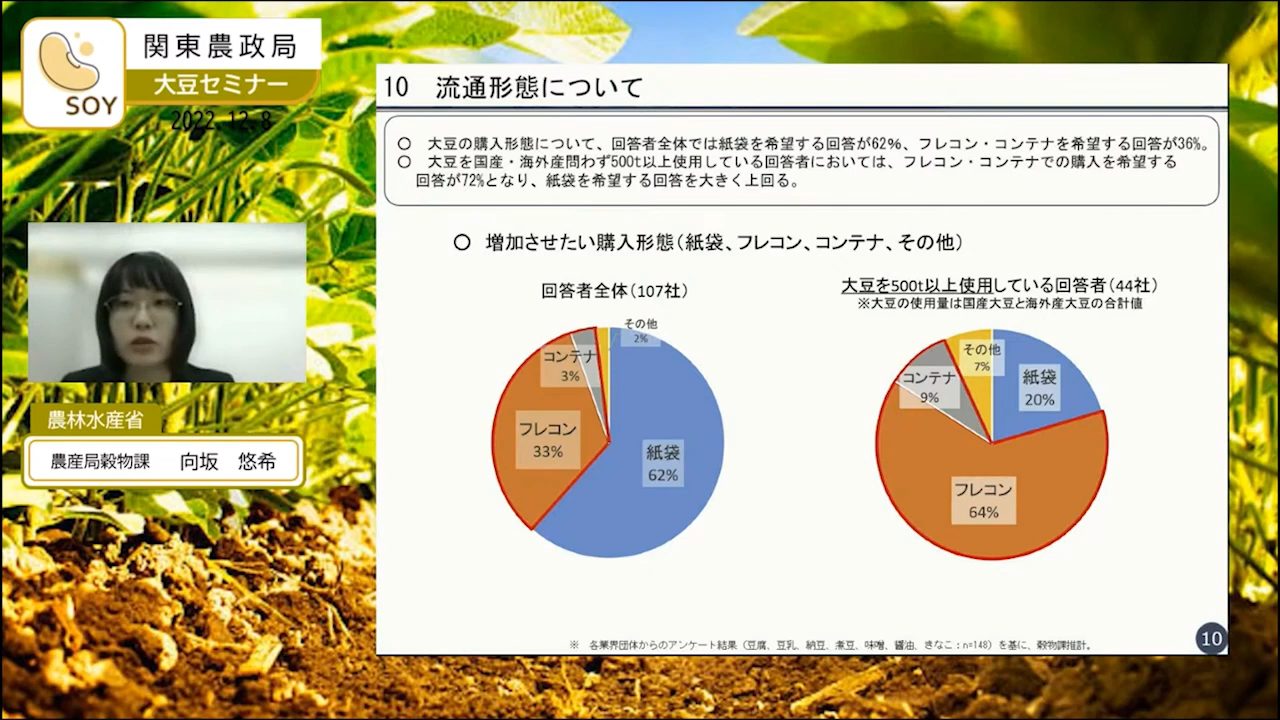 関東農政局
大豆セミナー
SOY
2022.12.8
農林水産省
農産局穀物課 向坂 悠希
10 流通形態について
○ 大豆の購入形態について、回答者全体では紙袋を希望する回答が62%、フレコン・コンテナを希望する回答が36%。
○ 大豆を国産・海外産問わず500t以上使用している回答者においては、フレコン・コンテナでの購入を希望する
回答が72%となり、紙袋を希望する回答を大きく上回る。
○ 増加させたい購入形態(紙袋、フレコン、コンテナ、その他)
回答者全体(107社)
その他
2%
コンテナ
3%
フレコン
33%
紙袋
62%
大豆を500t以上使用している回答者(44社)
※大豆の使用量は国産大豆と海外産大豆の合計値
その他
7%
コンテナ
9%
紙袋
20%
フレコン
64%
※ 各業界団体からのアンケート結果(豆腐、豆乳、納豆、煮豆、味噌、醤油、きなこ:n=148)を基に、穀物課推計。
10